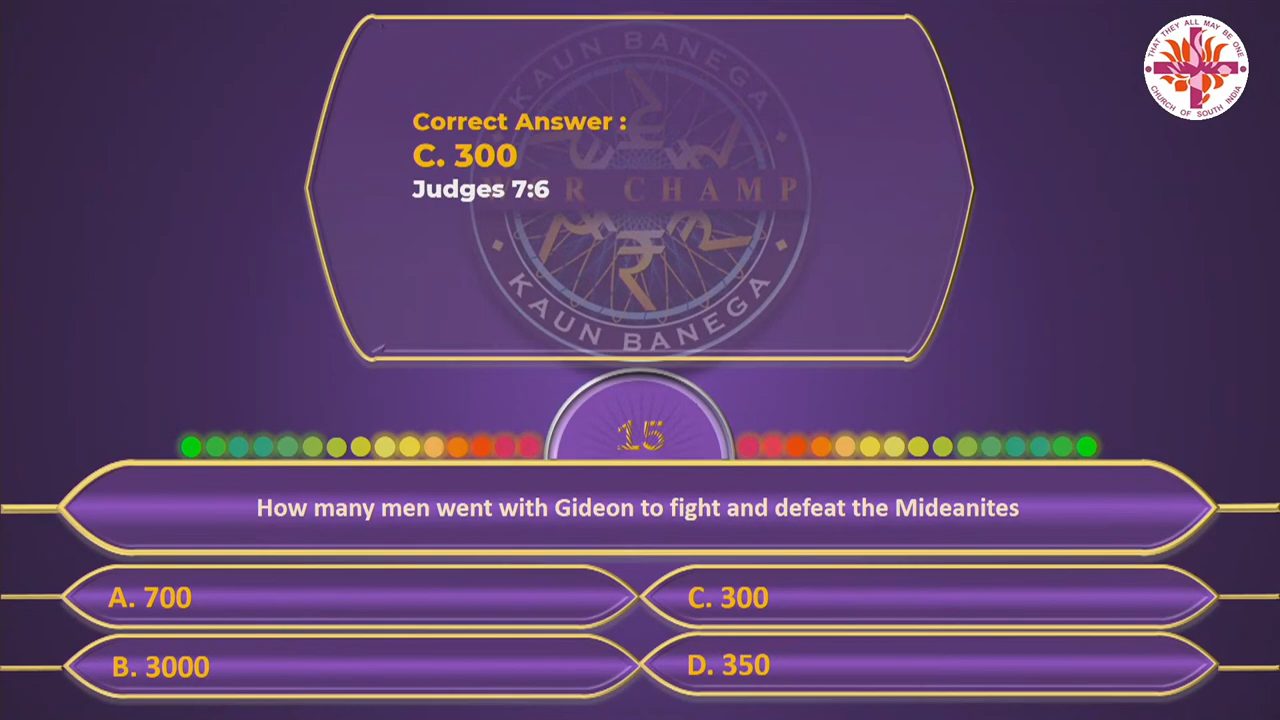 THAT THEY ALL MAY BE ONE
CHURCH OF SOUTH INDIA
KAUN BANEGA
Correct Answer :
C. 300
Judges 7:6
R CHAMP
KAUN BANEGA
15
How many men went with Gideon to fight and defeat the Mideanites
A. 700
C. 300
B. 3000
D. 350